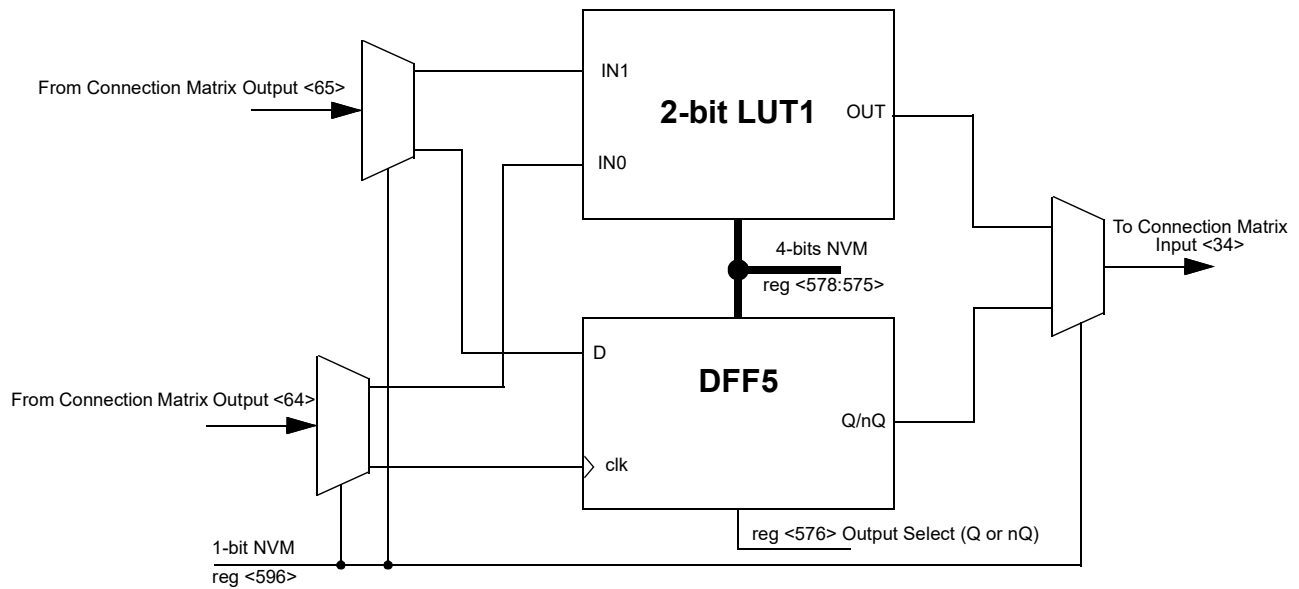 From Connection Matrix Output <65>
IN1
2-bit LUT1
OUT
IN0
To Connection Matrix
Input <34>
4-bits NVM
reg <578:575>
D
DFF5
From Connection Matrix Output <64>
Q/nQ
clk
reg <576> Output Select (Q or nQ)
1-bit NVM
reg <596>